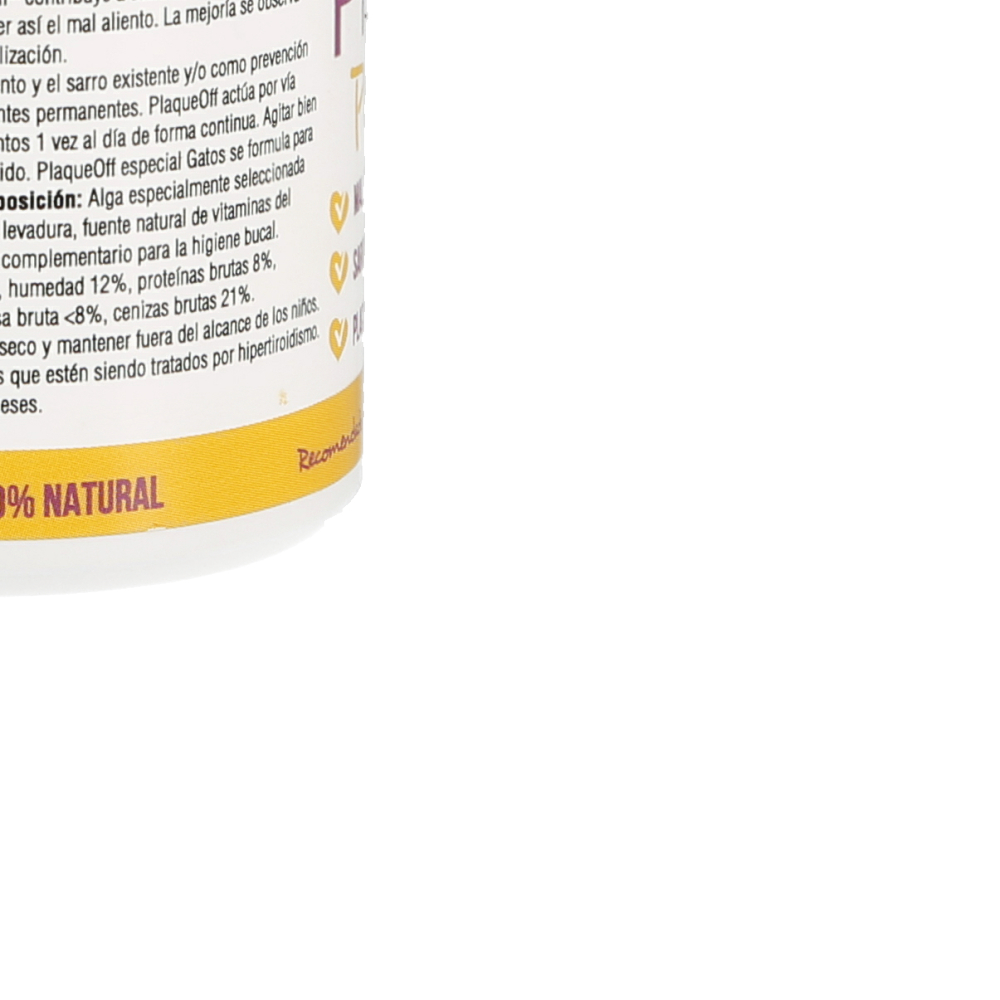 er así el mal aliento. La mejoría se
lización.
nto y el sarro existente y/o como prevención
ntes permanentes. PlaqueOff actúa por vía
ntos 1 vez al día de forma continua. Agitar bien
ido. PlaqueOff especial Gatos se formula para
posición: Alga especialmente seleccionada
levadura, fuente natural de vitaminas del
complementario para la higiene bucal.
, humedad 12%, proteínas brutas 8%,
sa bruta <8%, cenizas brutas 21%.
seco y mantener fuera del alcance de los niños.
s que estén siendo tratados por hipertiroidismo.
eses.
0% NATURAL